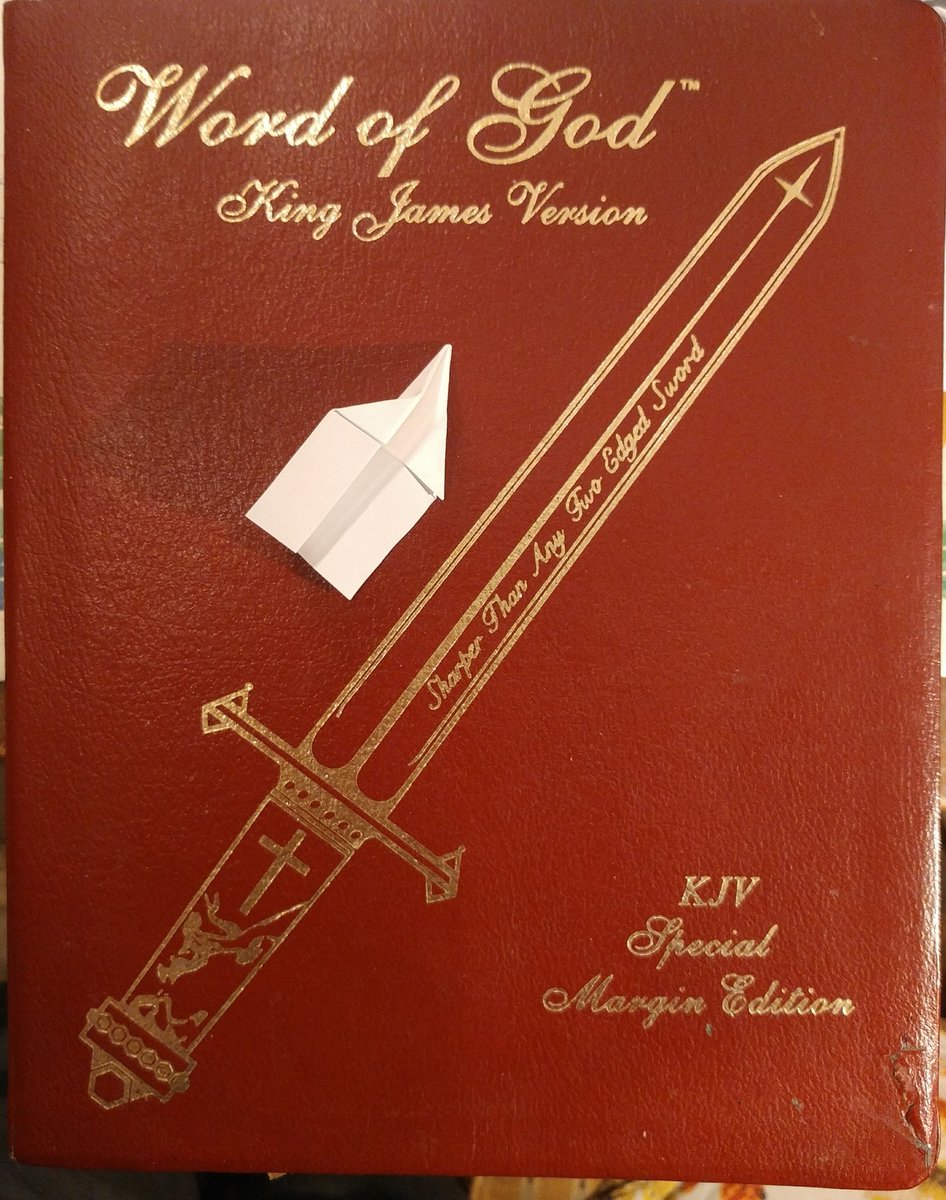 Word of God™
King James Version
Sharper Than Any Two Edged Sword
KJV
Special
Margin Edition